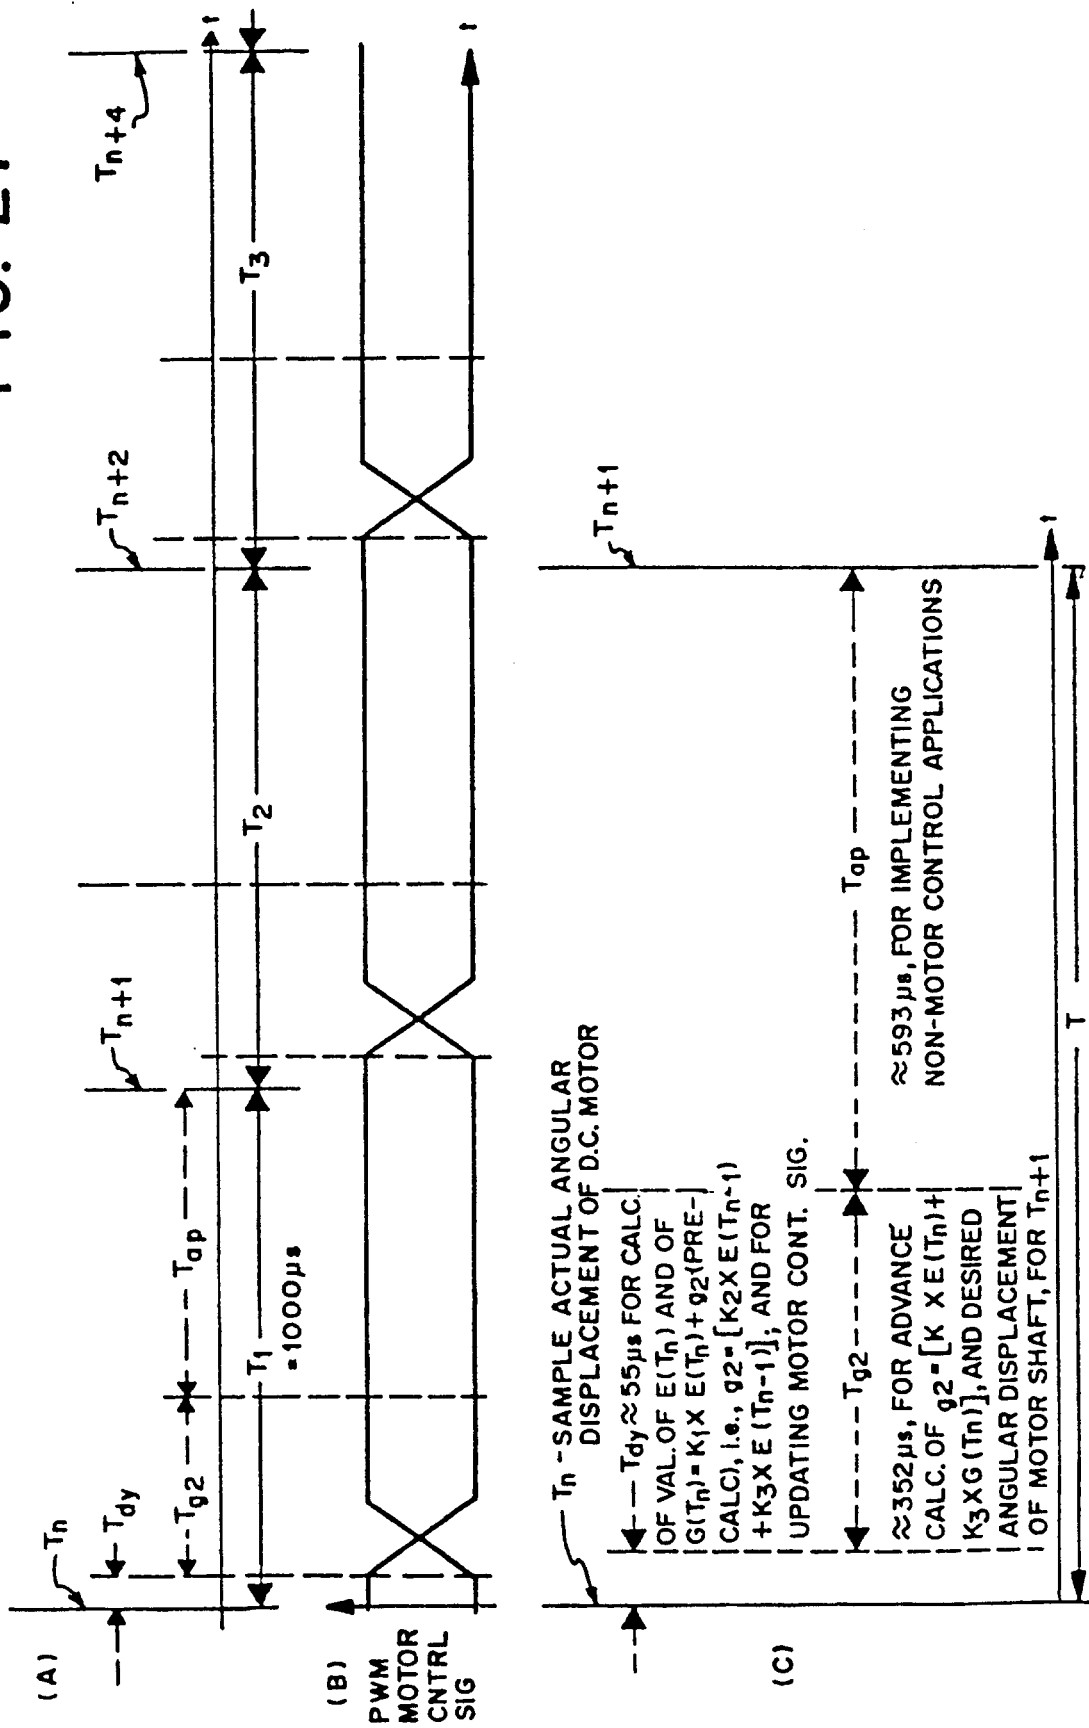 (A)
Tn
Tdy
Tg2
Tap
T1
=1000µs
Tn+1
T2
Tn+2
T3
Tn+4
t
(B)
PWM
MOTOR
CNTRL
SIG
t
(C)
Tn - SAMPLE ACTUAL ANGULAR
DISPLACEMENT OF D.C. MOTOR
Tdy ≈ 55µs FOR CALC.
OF VAL. OF E(Tn) AND OF
G(Tn) = K1 X E(Tn) + g2 (PRE-
CALC), i.e., g2 = [K2 X E(Tn-1)
+ K3 X E (Tn-1)]; AND FOR
UPDATING MOTOR CONT. SIG.
Tg2
Tap
≈ 352µs, FOR ADVANCE
CALC. OF g2 = [K X E (Tn) +
K3 X G (Tn)], AND DESIRED
ANGULAR DISPLACEMENT
OF MOTOR SHAFT, FOR Tn+1
≈ 593µs, FOR IMPLEMENTING
NON-MOTOR CONTROL APPLICATIONS
Tn+1
t
T